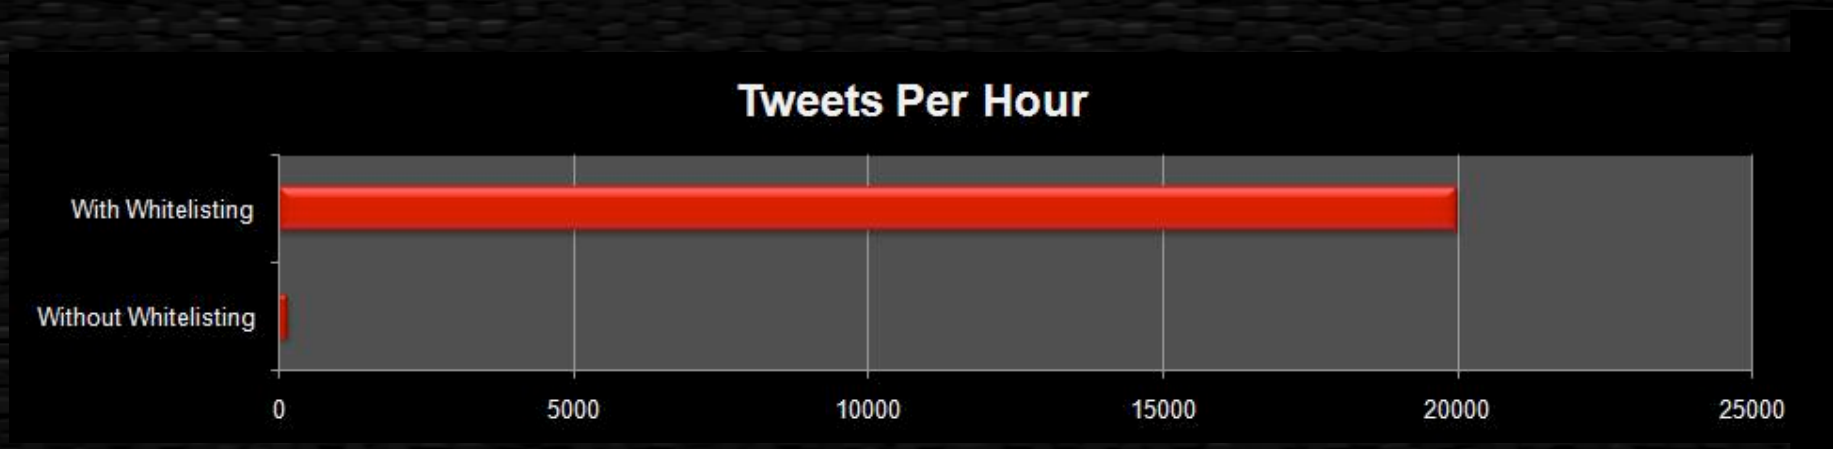 Tweets Per Hour
With Whitelisting
Without Whitelisting
0 5000 10000 15000 20000 25000